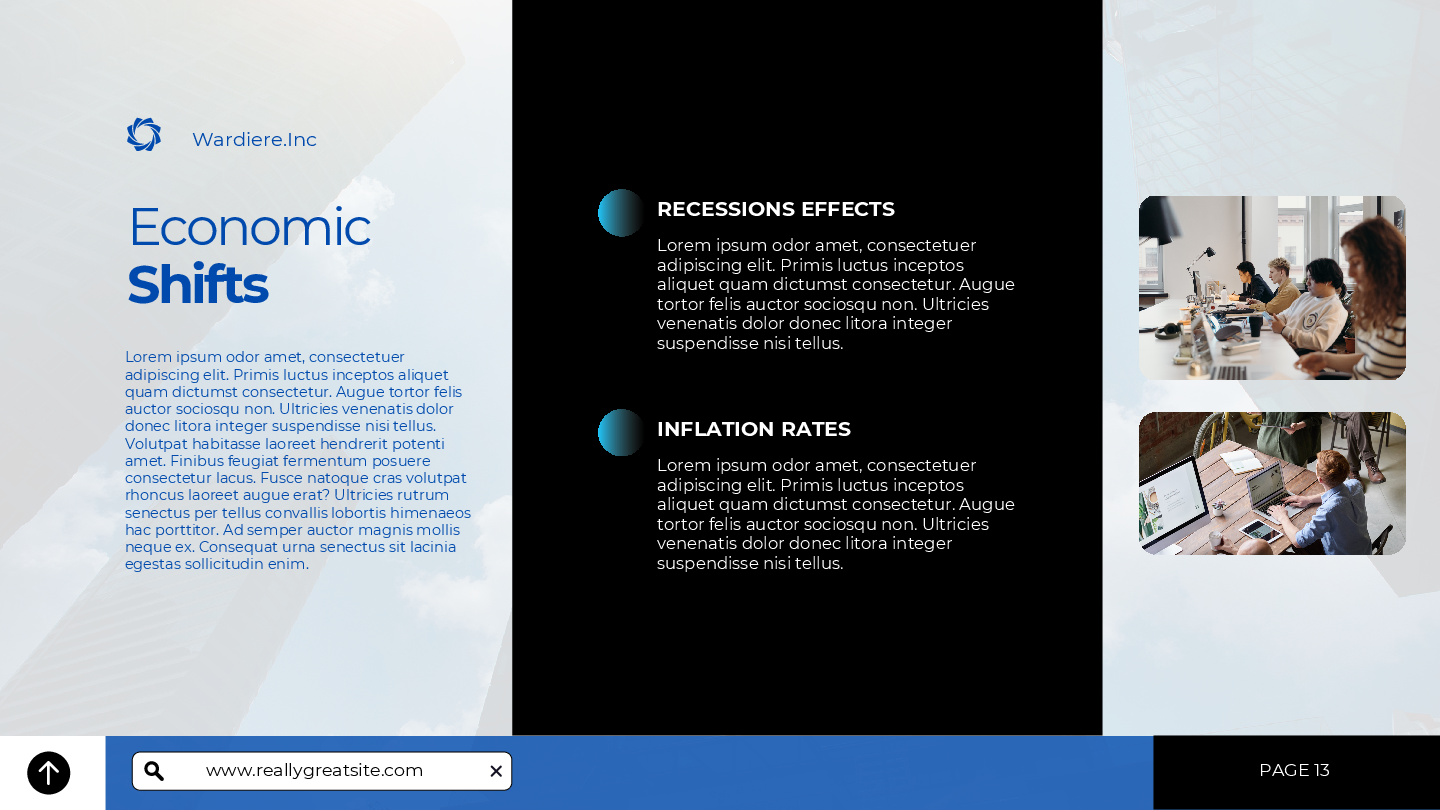 Wardiere.Inc
Economic
Shifts
Lorem ipsum odor amet, consectetuer
adipiscing elit. Primis luctus inceptos aliquet
quam dictumst consectetur. Augue tortor felis
auctor sociosqu non. Ultricies venenatis dolor
donec litora integer suspendisse nisi tellus.
Volutpat habitasse laoreet hendrerit potenti
amet. Finibus feugiat fermentum posuere
consectetur lacus. Fusce natoque cras volutpat
rhoncus laoreet augue erat? Ultricies rutrum
senectus per tellus convallis lobortis himenaeos
hac porttitor. Ad semper auctor magnis mollis
neque ex. Consequat urna senectus sit lacinia
egestas sollicitudin enim.
RECESSIONS EFFECTS
Lorem ipsum odor amet, consectetuer
adipiscing elit. Primis luctus inceptos
aliquet quam dictumst consectetur. Augue
tortor felis auctor sociosqu non. Ultricies
venenatis dolor donec litora integer
suspendisse nisi tellus.
INFLATION RATES
Lorem ipsum odor amet, consectetuer
adipiscing elit. Primis luctus inceptos
aliquet quam dictumst consectetur. Augue
tortor felis auctor sociosqu non. Ultricies
venenatis dolor donec litora integer
suspendisse nisi tellus.
www.reallygreatsite.com
PAGE 13